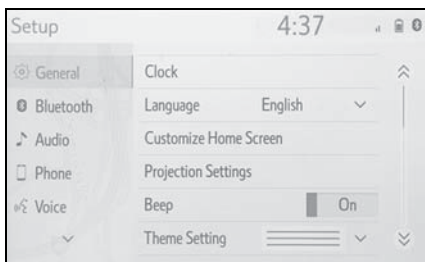 Setup 4:37
General
Bluetooth
Audio
Phone
Voice
Clock
Language English
Customize Home Screen
Projection Settings
Beep On
Theme Setting